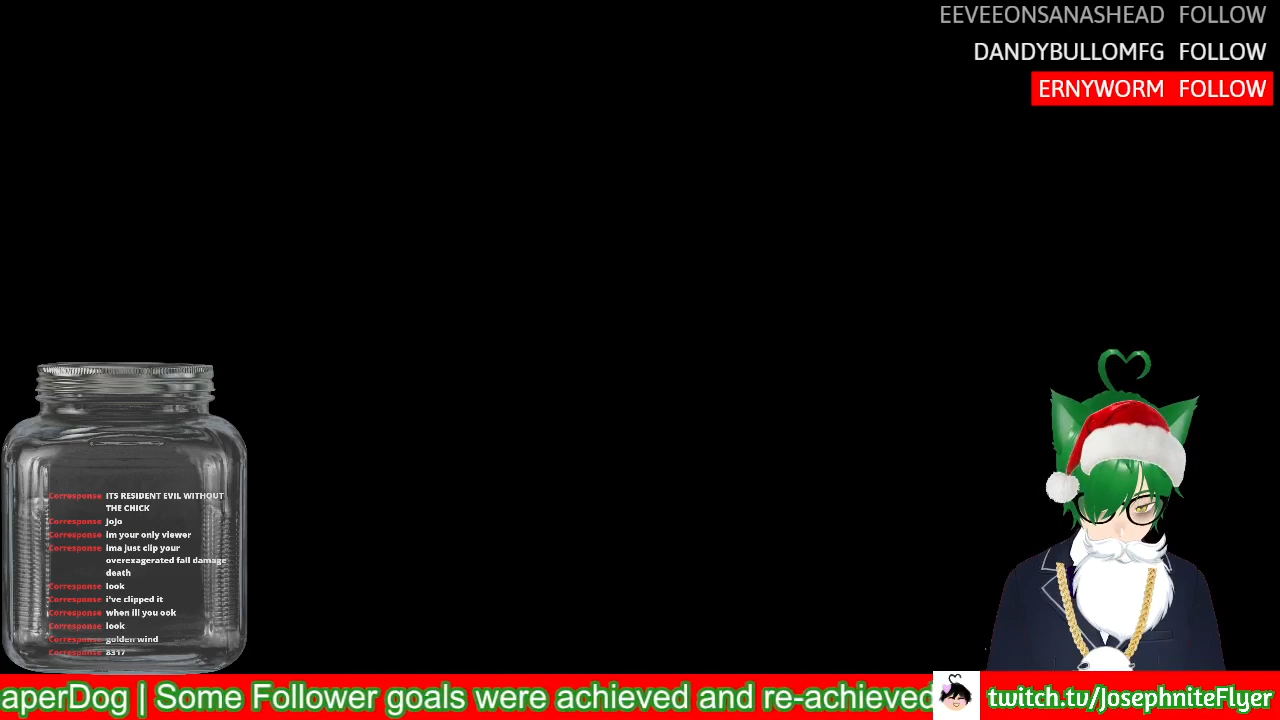 EEVEEONSANASHEAD FOLLOW
DANDYBULLOMFG FOLLOW
ERNYWORM FOLLOW
Corresponse ITS RESIDENT EVIL WITHOUT
THE CHICK
Corresponse jojo
Corresponse im your only viewer
Corresponse ima just clip your
overexagerated fall damage
death
Corresponse look
Corresponse i've clipped it
Corresponse when ill you ook
Corresponse look
Corresponse golden wind
Corresponse 8317
aperDog | Some Follower goals were achieved and re-achieved
twitch.tv/JosephniteFlyer